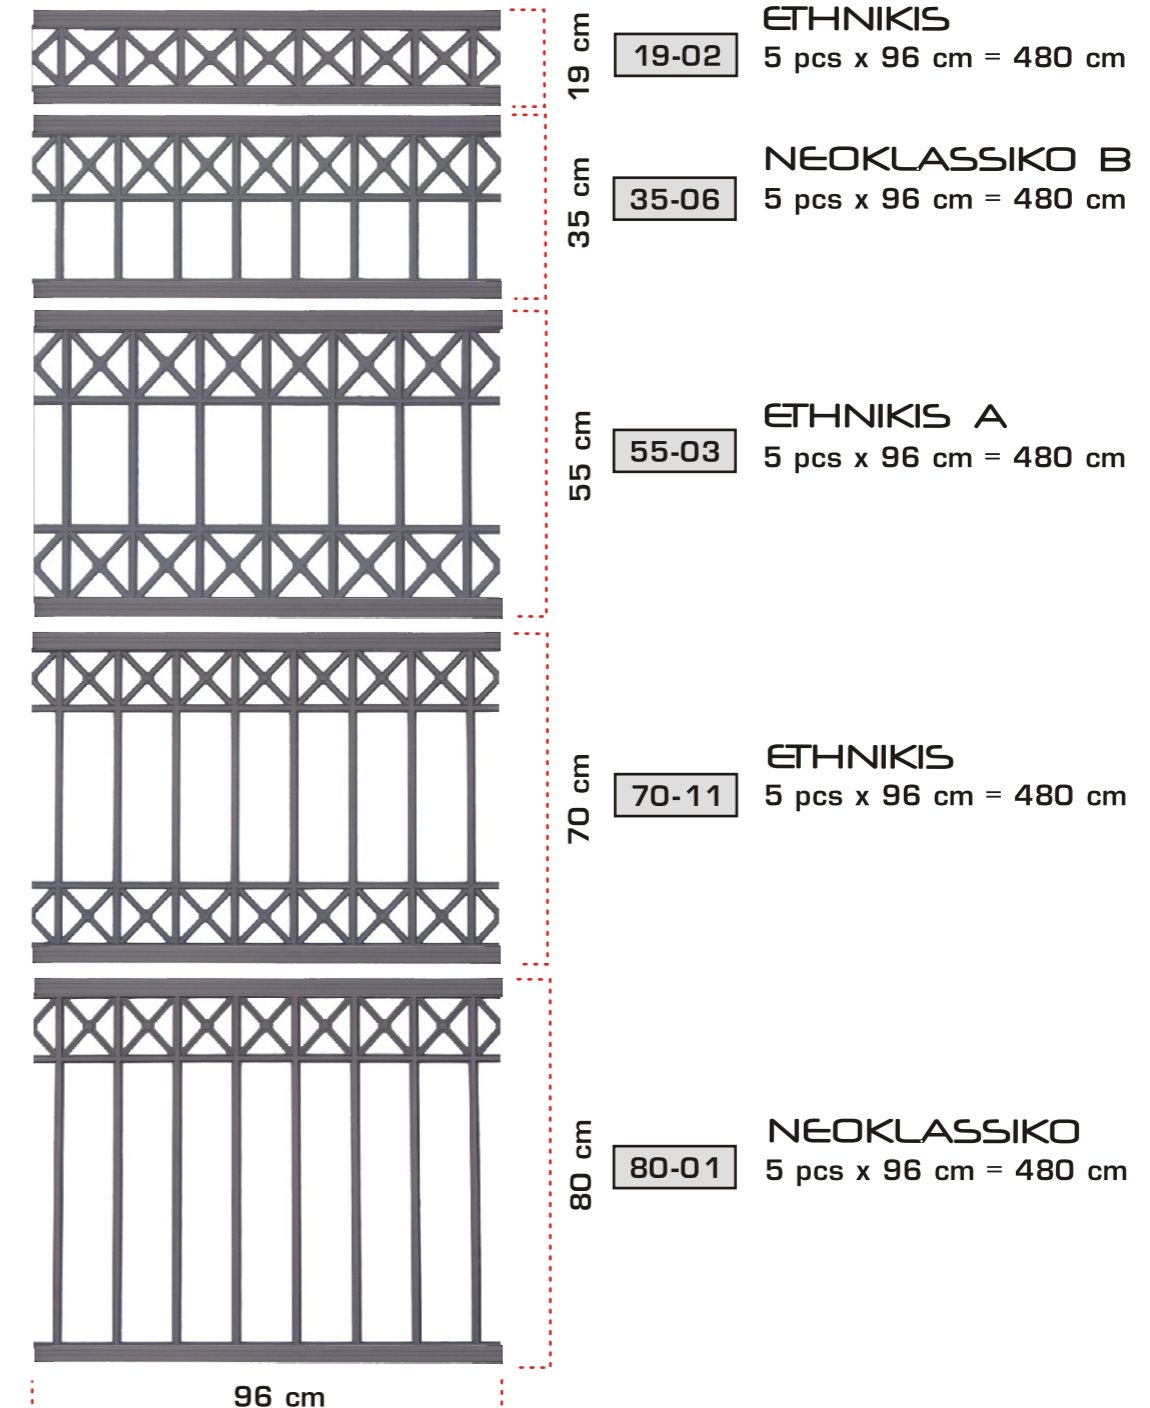 ETHNIKIS
19 cm
19-02
5 pcs x 96 cm = 480 cm
NEOKLASSIKO B
35 cm
35-06
5 pcs x 96 cm = 480 cm
ETHNIKIS A
55 cm
55-03
5 pcs x 96 cm = 480 cm
ETHNIKIS
70 cm
70-11
5 pcs x 96 cm = 480 cm
NEOKLASSIKO
80 cm
80-01
5 pcs x 96 cm = 480 cm
96 cm